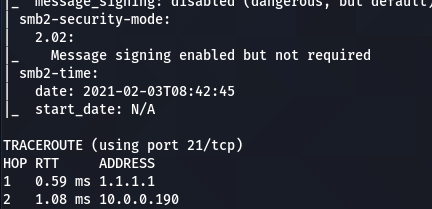 |_  message_signing: disabled (dangerous, but default)
| smb2-security-mode:
|   2.02:
|_    Message signing enabled but not required
| smb2-time:
|   date: 2021-02-03T08:42:45
|_  start_date: N/A
TRACEROUTE (using port 21/tcp)
HOP RTT     ADDRESS
1   0.59 ms 1.1.1.1
2   1.08 ms 10.0.0.190